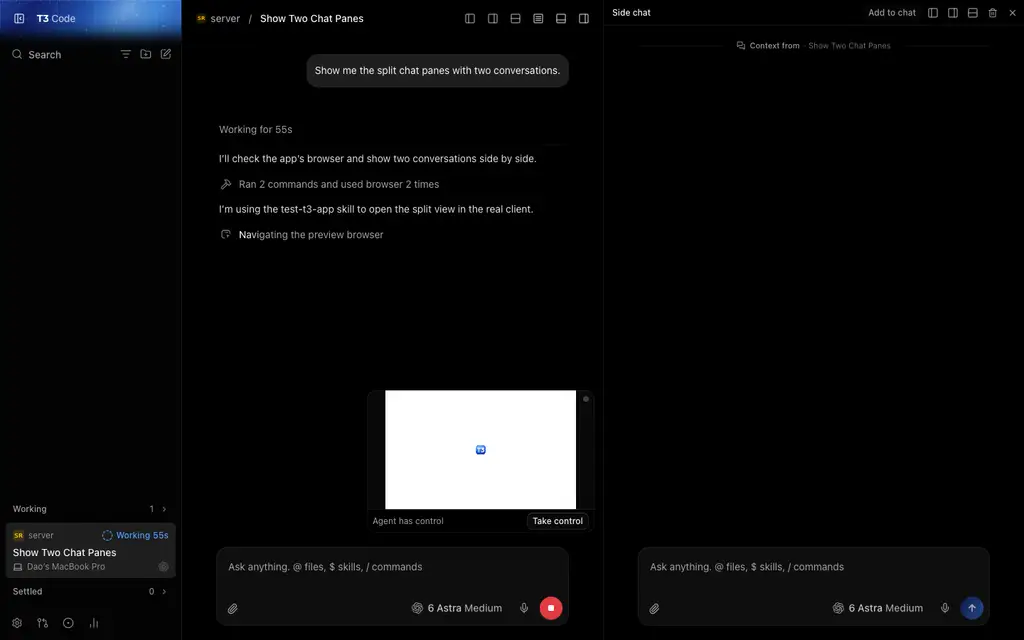 T3 Code
Search
Working 1
SR server Working 55s
Show Two Chat Panes
Dao's MacBook Pro
Settled 0
SR server / Show Two Chat Panes
Show me the split chat panes with two conversations.
Working for 55s
I'll check the app's browser and show two conversations side by side.
Ran 2 commands and used browser 2 times
I'm using the test-t3-app skill to open the split view in the real client.
Navigating the preview browser
T3
Agent has control Take control
Ask anything. @ files, $ skills, / commands
6 Astra Medium
Side chat Add to chat
Context from · Show Two Chat Panes
Ask anything. @ files, $ skills, / commands
6 Astra Medium